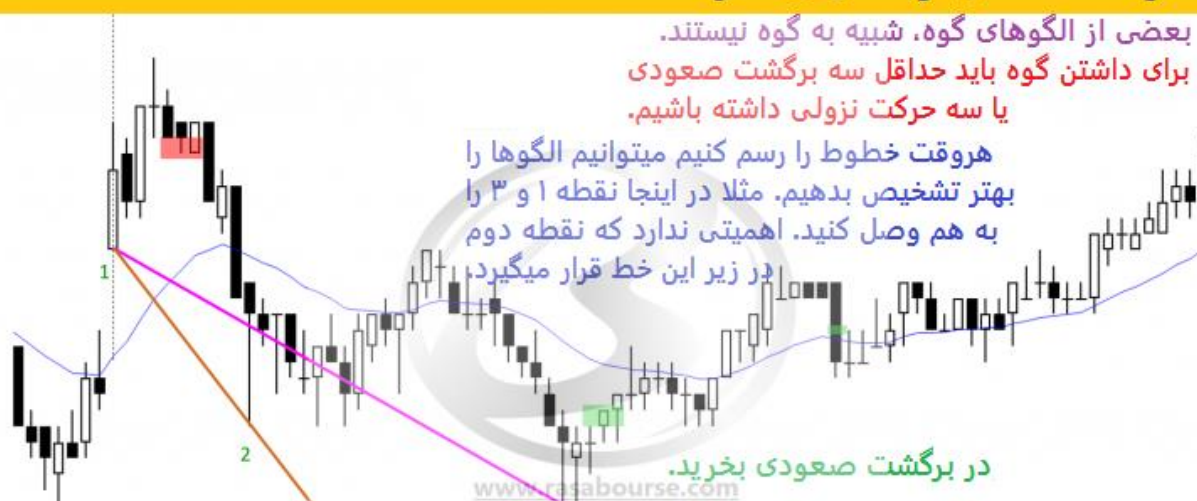 بعضی از الگوهای گوه، شبیه به گوه نیستند.
برای داشتن گوه باید حداقل سه برگشت صعودی
یا سه حرکت نزولی داشته باشیم.
هروقت خطوط را رسم کنیم میتوانیم الگوها را
بهتر تشخیص بدهیم. مثلا در اینجا نقطه ۱ و ۳ را
به هم وصل کنید. اهمیتی ندارد که نقطه دوم
در زیر این خط قرار میگیرد.
1
2
در برگشت صعودی بخرید.
www.rasabourse.com